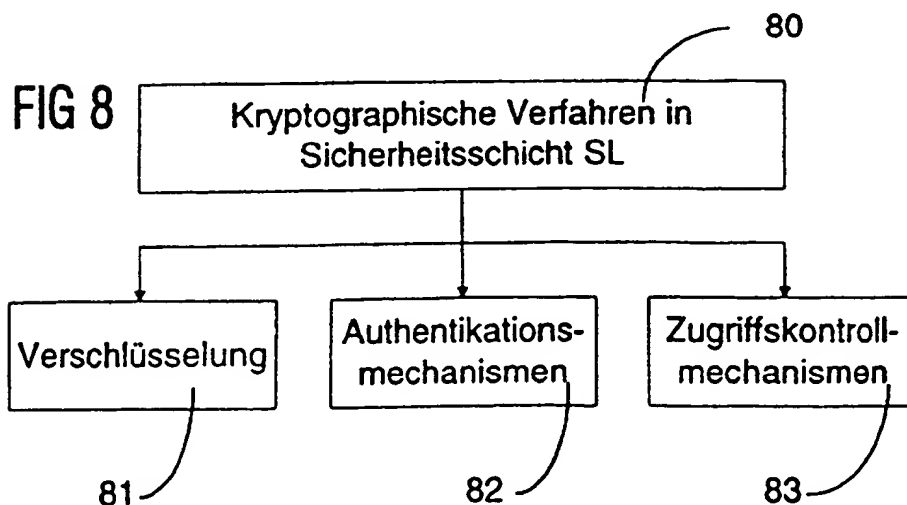 80
FIG 8
Kryptographische Verfahren in
Sicherheitsschicht SL
Verschlüsselung
Authentikations-
mechanismen
Zugriffskontroll-
mechanismen
81
82
83